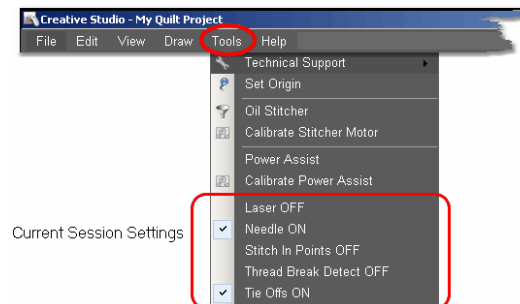 Creative Studio - My Quilt Project
File Edit View Draw Tools Help
Technical Support
Set Origin
Oil Stitcher
Calibrate Stitcher Motor
Power Assist
Calibrate Power Assist
Laser OFF
Current Session Settings Needle ON
Stitch In Points OFF
Thread Break Detect OFF
Tie Offs ON